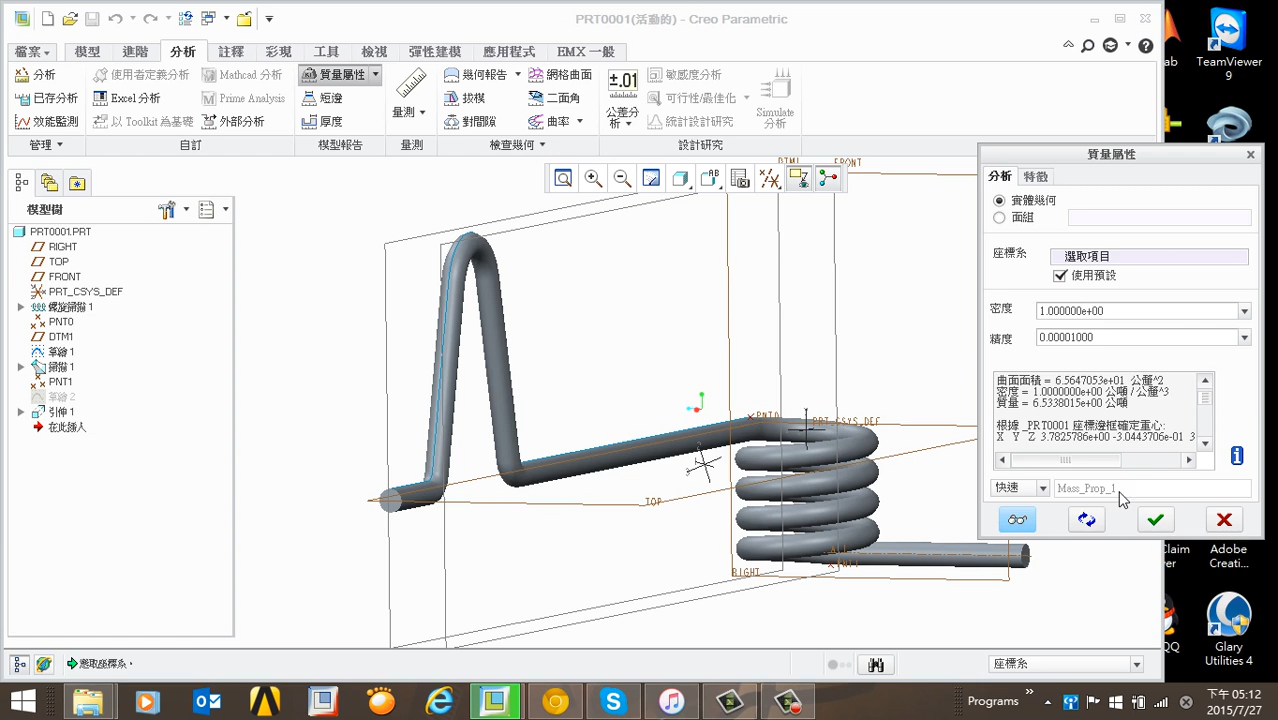 PRT0001(活動的) - Creo Parametric
檔案 模型 進階 分析 註釋 彩現 工具 檢視 彈性建模 應用程式 EMX 一般
分析 使用者定義分析 Mathcad 分析 質量屬性 幾何報告 網格曲面 敏感度分析
已存分析 Excel 分析 Prime Analysis 短邊 拔模 二面角 可行性/最佳化
效能監測 以 Toolkit 為基礎 外部分析 厚度 量測 對間隙 曲率 公差分析 統計設計研究 Simulate 分析
管理 自訂 模型報告 量測 檢查幾何 設計研究
模型樹
PRT0001.PRT
RIGHT
TOP
FRONT
PRT_CSYS_DEF
螺旋掃描 1
PNT0
DTM1
草繪 1
掃描 1
PNT1
草繪 2
引伸 1
在此插入
DTM1 FRONT
PNT0
PRT_CSYS_DEF
TOP
RIGHT
質量屬性
分析 特徵
實體幾何
面組
座標系 選取項目
使用預設
密度 1.000000e+00
精度 0.00001000
曲面面積 = 6.5647053e+01 公釐^2
密度 = 1.0000000e+00 公噸 / 公釐^3
質量 = 6.5338015e+00 公噸
根據 _PRT0001 座標邊框確定重心:
X Y Z 3.7825786e+00 -3.0443706e-01 3
快速 Mass_Prop_1
選取座標系。
座標系
TeamViewer
9
Adobe
Creati...
QQ
Glary
Utilities 4
Programs
下午 05:12
2015/7/27